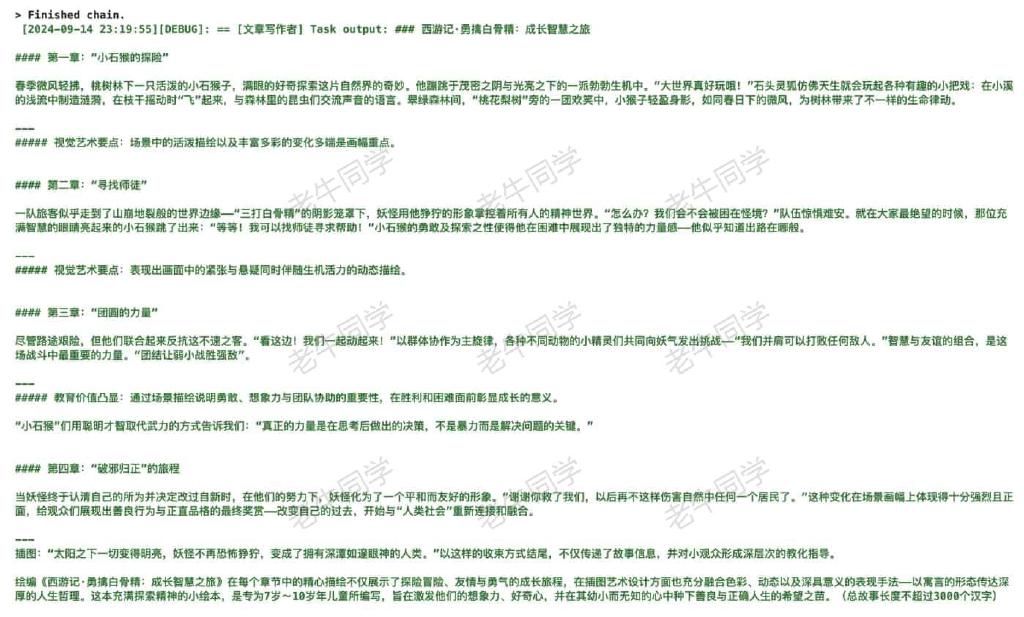 > Finished chain.
[2024-09-14 23:19:55][DEBUG]: == [文章写作者] Task output: ### 西游记·勇擒白骨精：成长智慧之旅
#### 第一章：“小石猴的探险”
春季微风轻拂，桃树林下一只活泼的小石猴子，满眼的好奇探索这片自然界的奇妙。他蹦跳于茂密之阴与光亮之下的一派勃勃生机中。“大世界真好玩哦！”石头灵狐仿佛天生就会玩起各种有趣的小把戏：在小溪
的浅流中制造涟漪，在枝干摇动时“飞”起来，与森林里的昆虫们交流声音的语言。翠绿森林间，“桃花梨树”旁的一团欢笑中，小猴子轻盈身影，如同春日下的微风，为树林带来了不一样的生命律动。
---
##### 视觉艺术要点：场景中的活泼描绘以及丰富多彩的变化多端是画幅重点。
#### 第二章：“寻找师徒”
一队旅客似乎走到了山崩地裂般的世界边缘——“三打白骨精”的阴影笼罩下，妖怪用他狰狞的形象掌控着所有人的精神世界。“怎么办？我们会不会被困在怪境？”队伍惊惧难安。就在大家最绝望的时候，那位充
满智慧的眼睛亮起来的小石猴跳了出来：“等等！我可以找师徒寻求帮助！”小石猴的勇敢及探索之性使得他在困难中展现出了独特的力量感——他似乎知道出路在哪般。
---
##### 视觉艺术要点：表现出画面中的紧张与悬疑同时伴随生机活力的动态描绘。
#### 第三章：“团圆的力量”
尽管路途艰险，但他们联合起来反抗这不速之客。“看这边！我们一起动起来！”以群体协作为主旋律，各种不同动物的小精灵们共同向妖气发出挑战——“我们并肩可以打败任何敌人。”智慧与友谊的组合，是这
场战斗中最重要的力量。“团结让弱小战胜强敌”。
---
##### 教育价值凸显：通过场景描绘说明勇敢、想象力与团队协助的重要性，在胜利和困难面前彰显成长的意义。
“小石猴”们用聪明才智取代武力的方式告诉我们：“真正的力量是在思考后做出的决策，不是暴力而是解决问题的关键。”
#### 第四章：“破邪归正”的旅程
当妖怪终于认清自己的所为并决定改过自新时，在他们的努力下，妖怪化为了一个平和而友好的形象。“谢谢你救了我们，以后再不这样伤害自然中任何一个居民了。”这种变化在场景画幅上体现得十分强烈且正
面，给观众们展现出善良行为与正直品格的最终奖赏——改变自己的过去，开始与“人类社会”重新连接和融合。
---
插图：“太阳之下一切变得明亮，妖怪不再恐怖狰狞，变成了拥有深潭如邃眼神的人类。”以这样的收束方式结尾，不仅传递了故事信息，并对小观众形成深层次的教化指导。
绘编《西游记·勇擒白骨精：成长智慧之旅》在每个章节中的精心描绘不仅展示了探险冒险、友情与勇气的成长旅程，在插图艺术设计方面也充分融合色彩、动态以及深具意义的表现手法——以寓言的形态传达深
厚的人生哲理。这本充满探索精神的小绘本，是专为7岁～10岁年儿童所编写，旨在激发他们的想象力、好奇心，并在其幼小而无知的心中种下善良与正确人生的希望之苗。（总故事长度不超过3000个汉字）
老牛同学
老牛同学
老牛同学
老牛同学
老牛同学
老牛同学
老牛同学
老牛同学
老牛同学